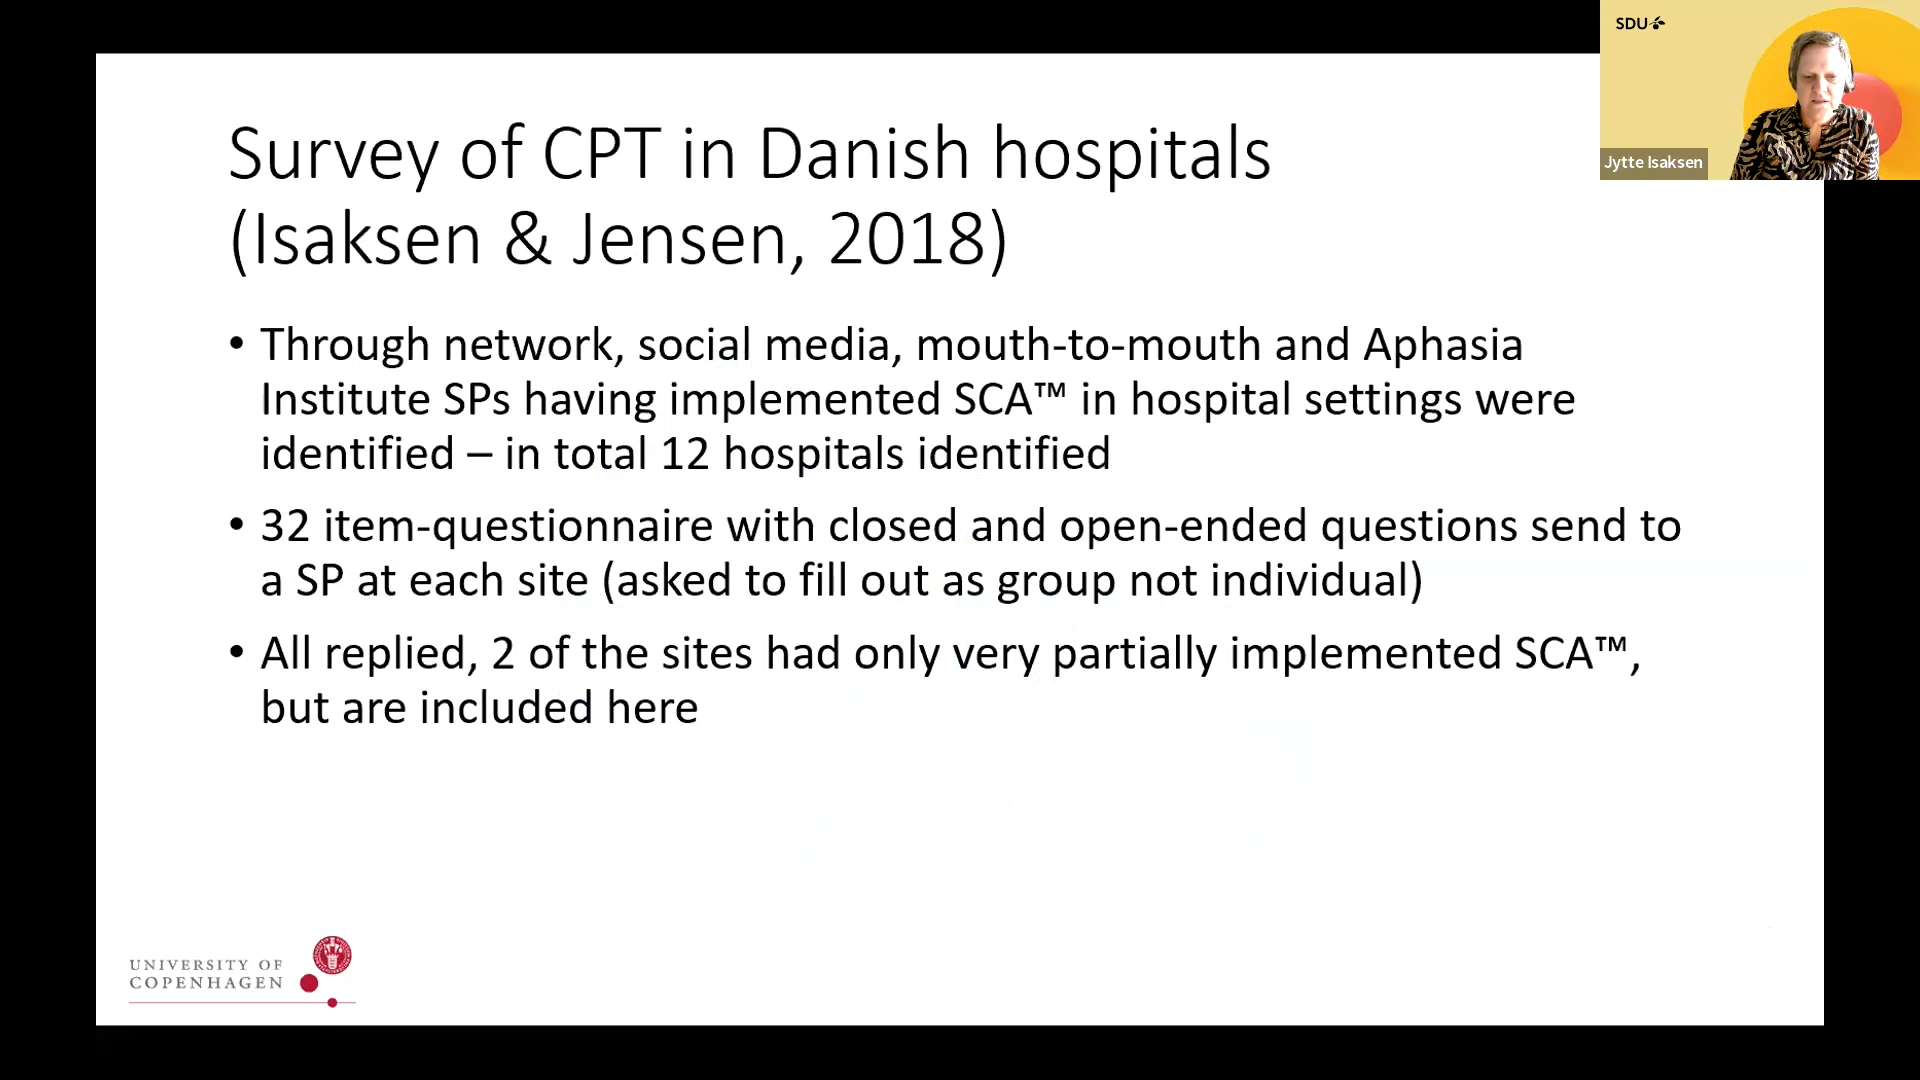 SDU
Jytte Isaksen
Survey of CPT in Danish hospitals
(Isaksen & Jensen, 2018)
• Through network, social media, mouth-to-mouth and Aphasia
Institute SPs having implemented SCA™ in hospital settings were
identified – in total 12 hospitals identified
• 32 item-questionnaire with closed and open-ended questions send to
a SP at each site (asked to fill out as group not individual)
• All replied, 2 of the sites had only very partially implemented SCA™,
but are included here
UNIVERSITY OF
COPENHAGEN